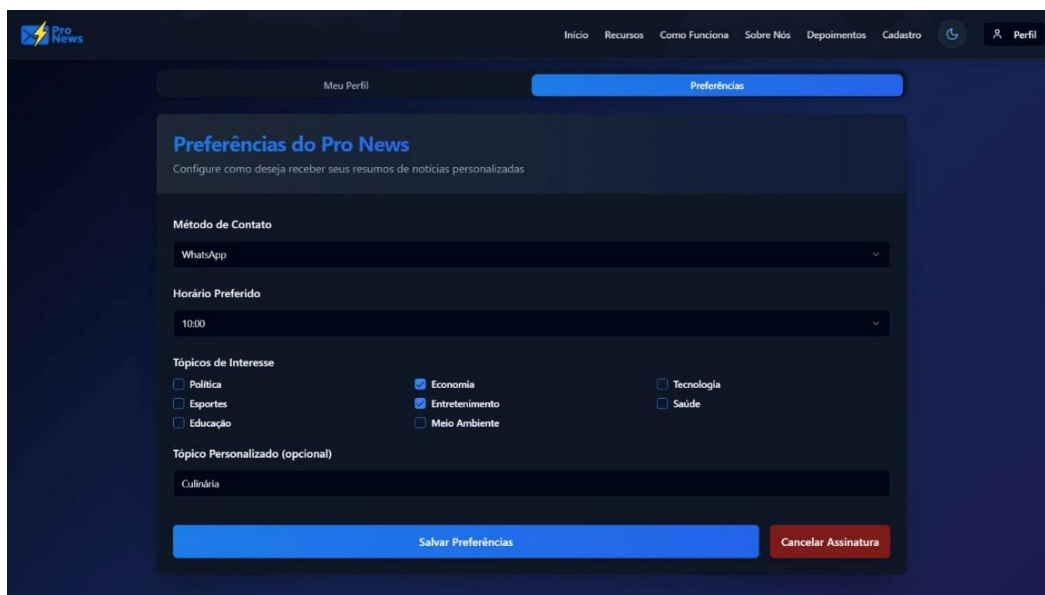 Pro
News
Início Recursos Como Funciona Sobre Nós Depoimentos Cadastro Perfil
Meu Perfil Preferências
Preferências do Pro News
Configure como deseja receber seus resumos de notícias personalizadas
Método de Contato
WhatsApp
Horário Preferido
10:00
Tópicos de Interesse
Política Economia Tecnologia
Esportes Entretenimento Saúde
Educação Meio Ambiente
Tópico Personalizado (opcional)
Culinária
Salvar Preferências Cancelar Assinatura